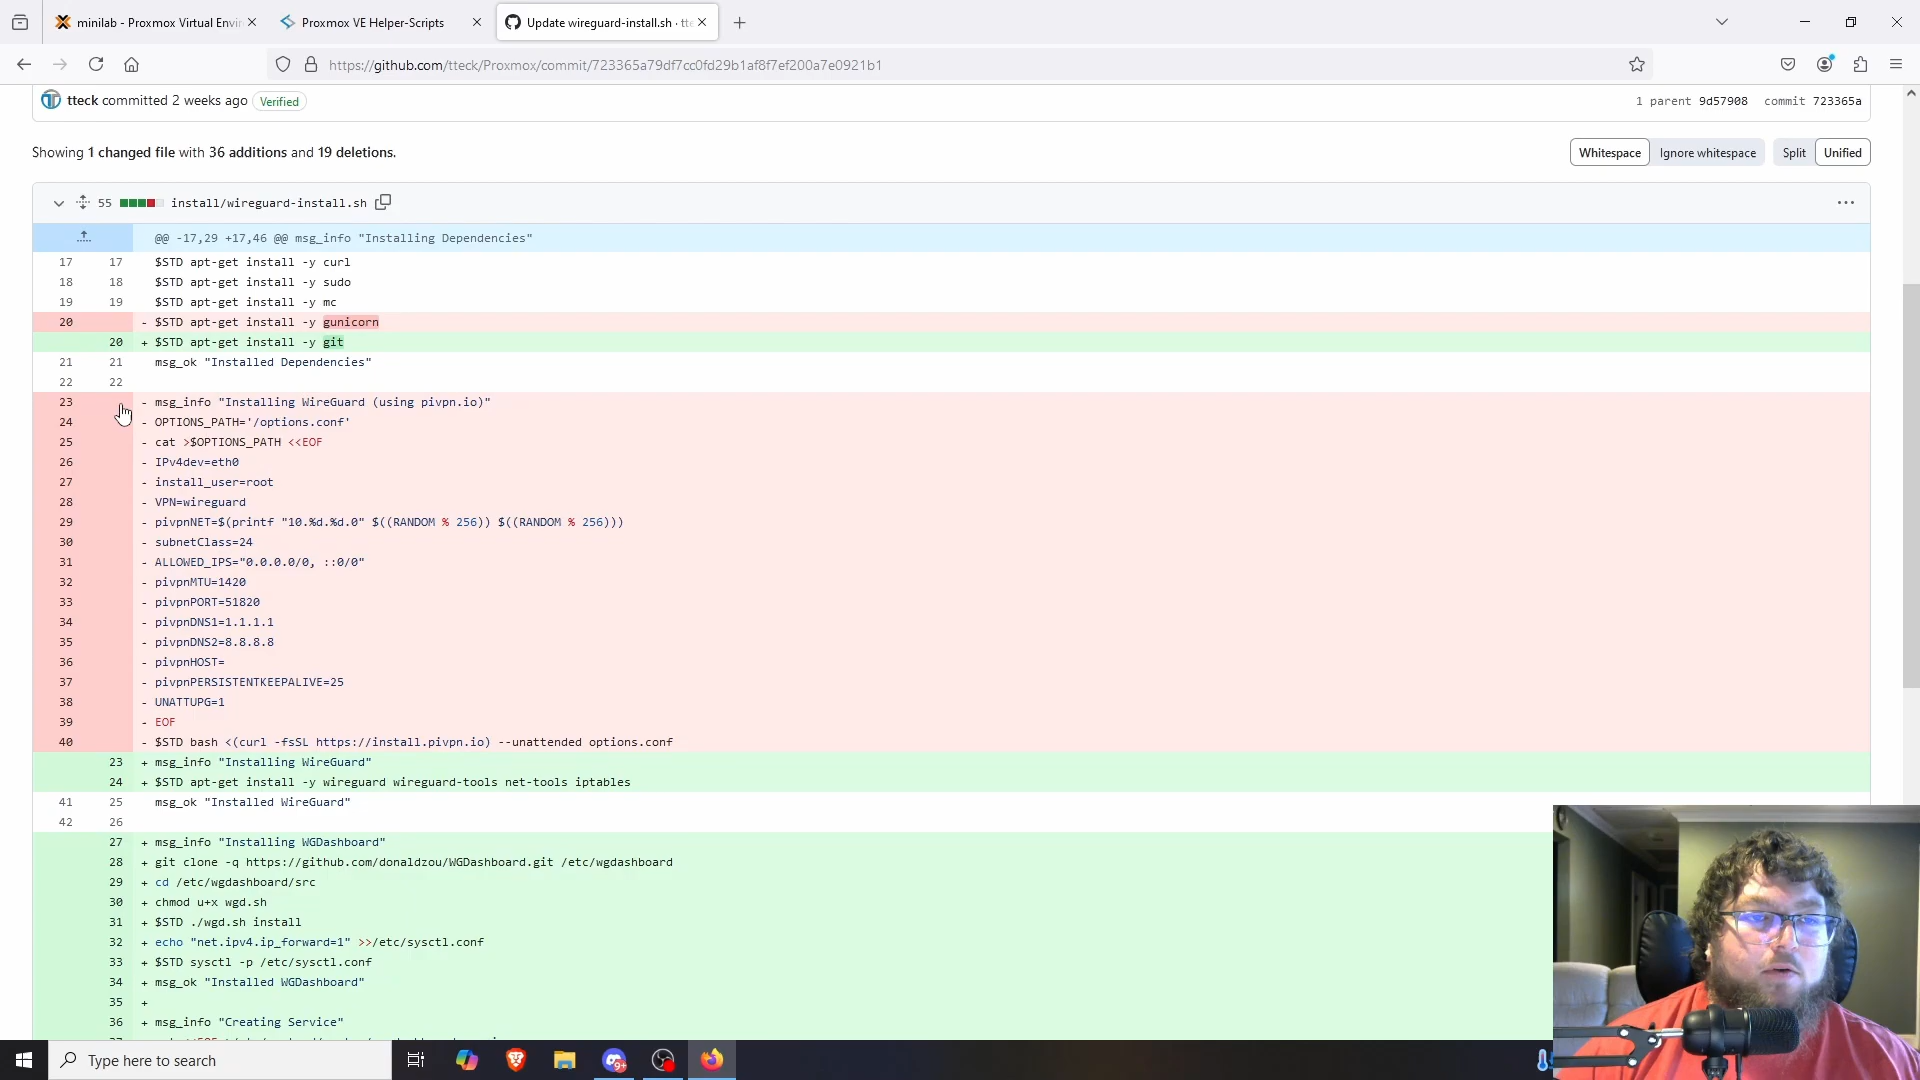 minilab - Proxmox Virtual Envir
Proxmox VE Helper-Scripts
Update wireguard-install.sh · tte
https://github.com/tteck/Proxmox/commit/723365a79df7cc0fd29b1af8f7ef200a7e0921b1
tteck committed 2 weeks ago Verified
1 parent 9d57908 commit 723365a
Showing 1 changed file with 36 additions and 19 deletions.
Whitespace Ignore whitespace Split Unified
55 install/wireguard-install.sh
@@ -17,29 +17,46 @@ msg_info "Installing Dependencies"
17 17 $STD apt-get install -y curl
18 18 $STD apt-get install -y sudo
19 19 $STD apt-get install -y mc
20 - $STD apt-get install -y gunicorn
20 + $STD apt-get install -y git
21 21 msg_ok "Installed Dependencies"
22 22
23 - msg_info "Installing WireGuard (using pivpn.io)"
24 - OPTIONS_PATH='/options.conf'
25 - cat >$OPTIONS_PATH <<EOF
26 - IPv4dev=eth0
27 - install_user=root
28 - VPN=wireguard
29 - pivpnNET=$(printf "10.%d.%d.0" $((RANDOM % 256)) $((RANDOM % 256)))
30 - subnetClass=24
31 - ALLOWED_IPS="0.0.0.0/0, ::0/0"
32 - pivpnMTU=1420
33 - pivpnPORT=51820
34 - pivpnDNS1=1.1.1.1
35 - pivpnDNS2=8.8.8.8
36 - pivpnHOST=
37 - pivpnPERSISTENTKEEPALIVE=25
38 - UNATTUPG=1
39 - EOF
40 - $STD bash <(curl -fsSL https://install.pivpn.io) --unattended options.conf
23 + msg_info "Installing WireGuard"
24 + $STD apt-get install -y wireguard wireguard-tools net-tools iptables
41 25 msg_ok "Installed WireGuard"
42 26
27 + msg_info "Installing WGDashboard"
28 + git clone -q https://github.com/donaldzou/WGDashboard.git /etc/wgdashboard
29 + cd /etc/wgdashboard/src
30 + chmod u+x wgd.sh
31 + $STD ./wgd.sh install
32 + echo "net.ipv4.ip_forward=1" >>/etc/sysctl.conf
33 + $STD sysctl -p /etc/sysctl.conf
34 + msg_ok "Installed WGDashboard"
35 +
36 + msg_info "Creating Service"
Type here to search